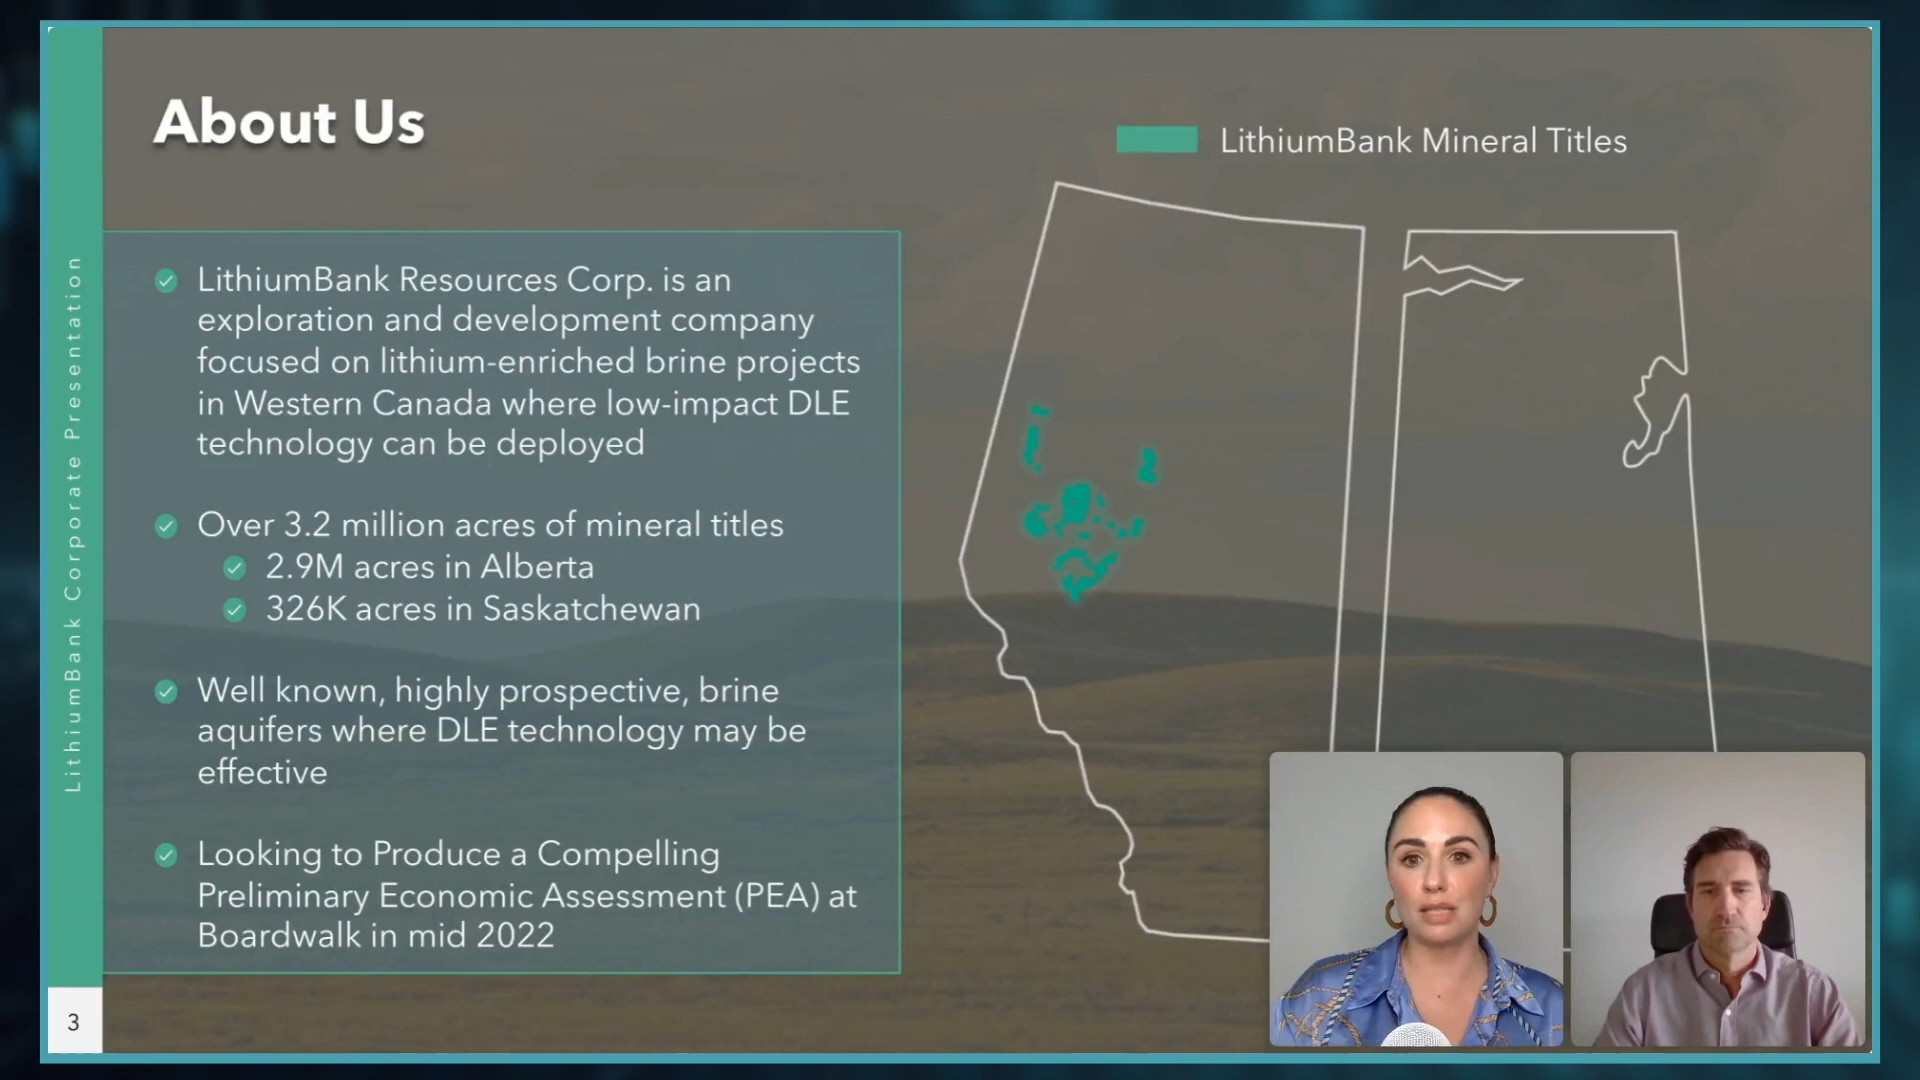 About Us
LithiumBank Mineral Titles
LithiumBank Corporate Presentation
LithiumBank Resources Corp. is an
exploration and development company
focused on lithium-enriched brine projects
in Western Canada where low-impact DLE
technology can be deployed
Over 3.2 million acres of mineral titles
2.9M acres in Alberta
326K acres in Saskatchewan
Well known, highly prospective, brine
aquifers where DLE technology may be
effective
Looking to Produce a Compelling
Preliminary Economic Assessment (PEA) at
Boardwalk in mid 2022
3